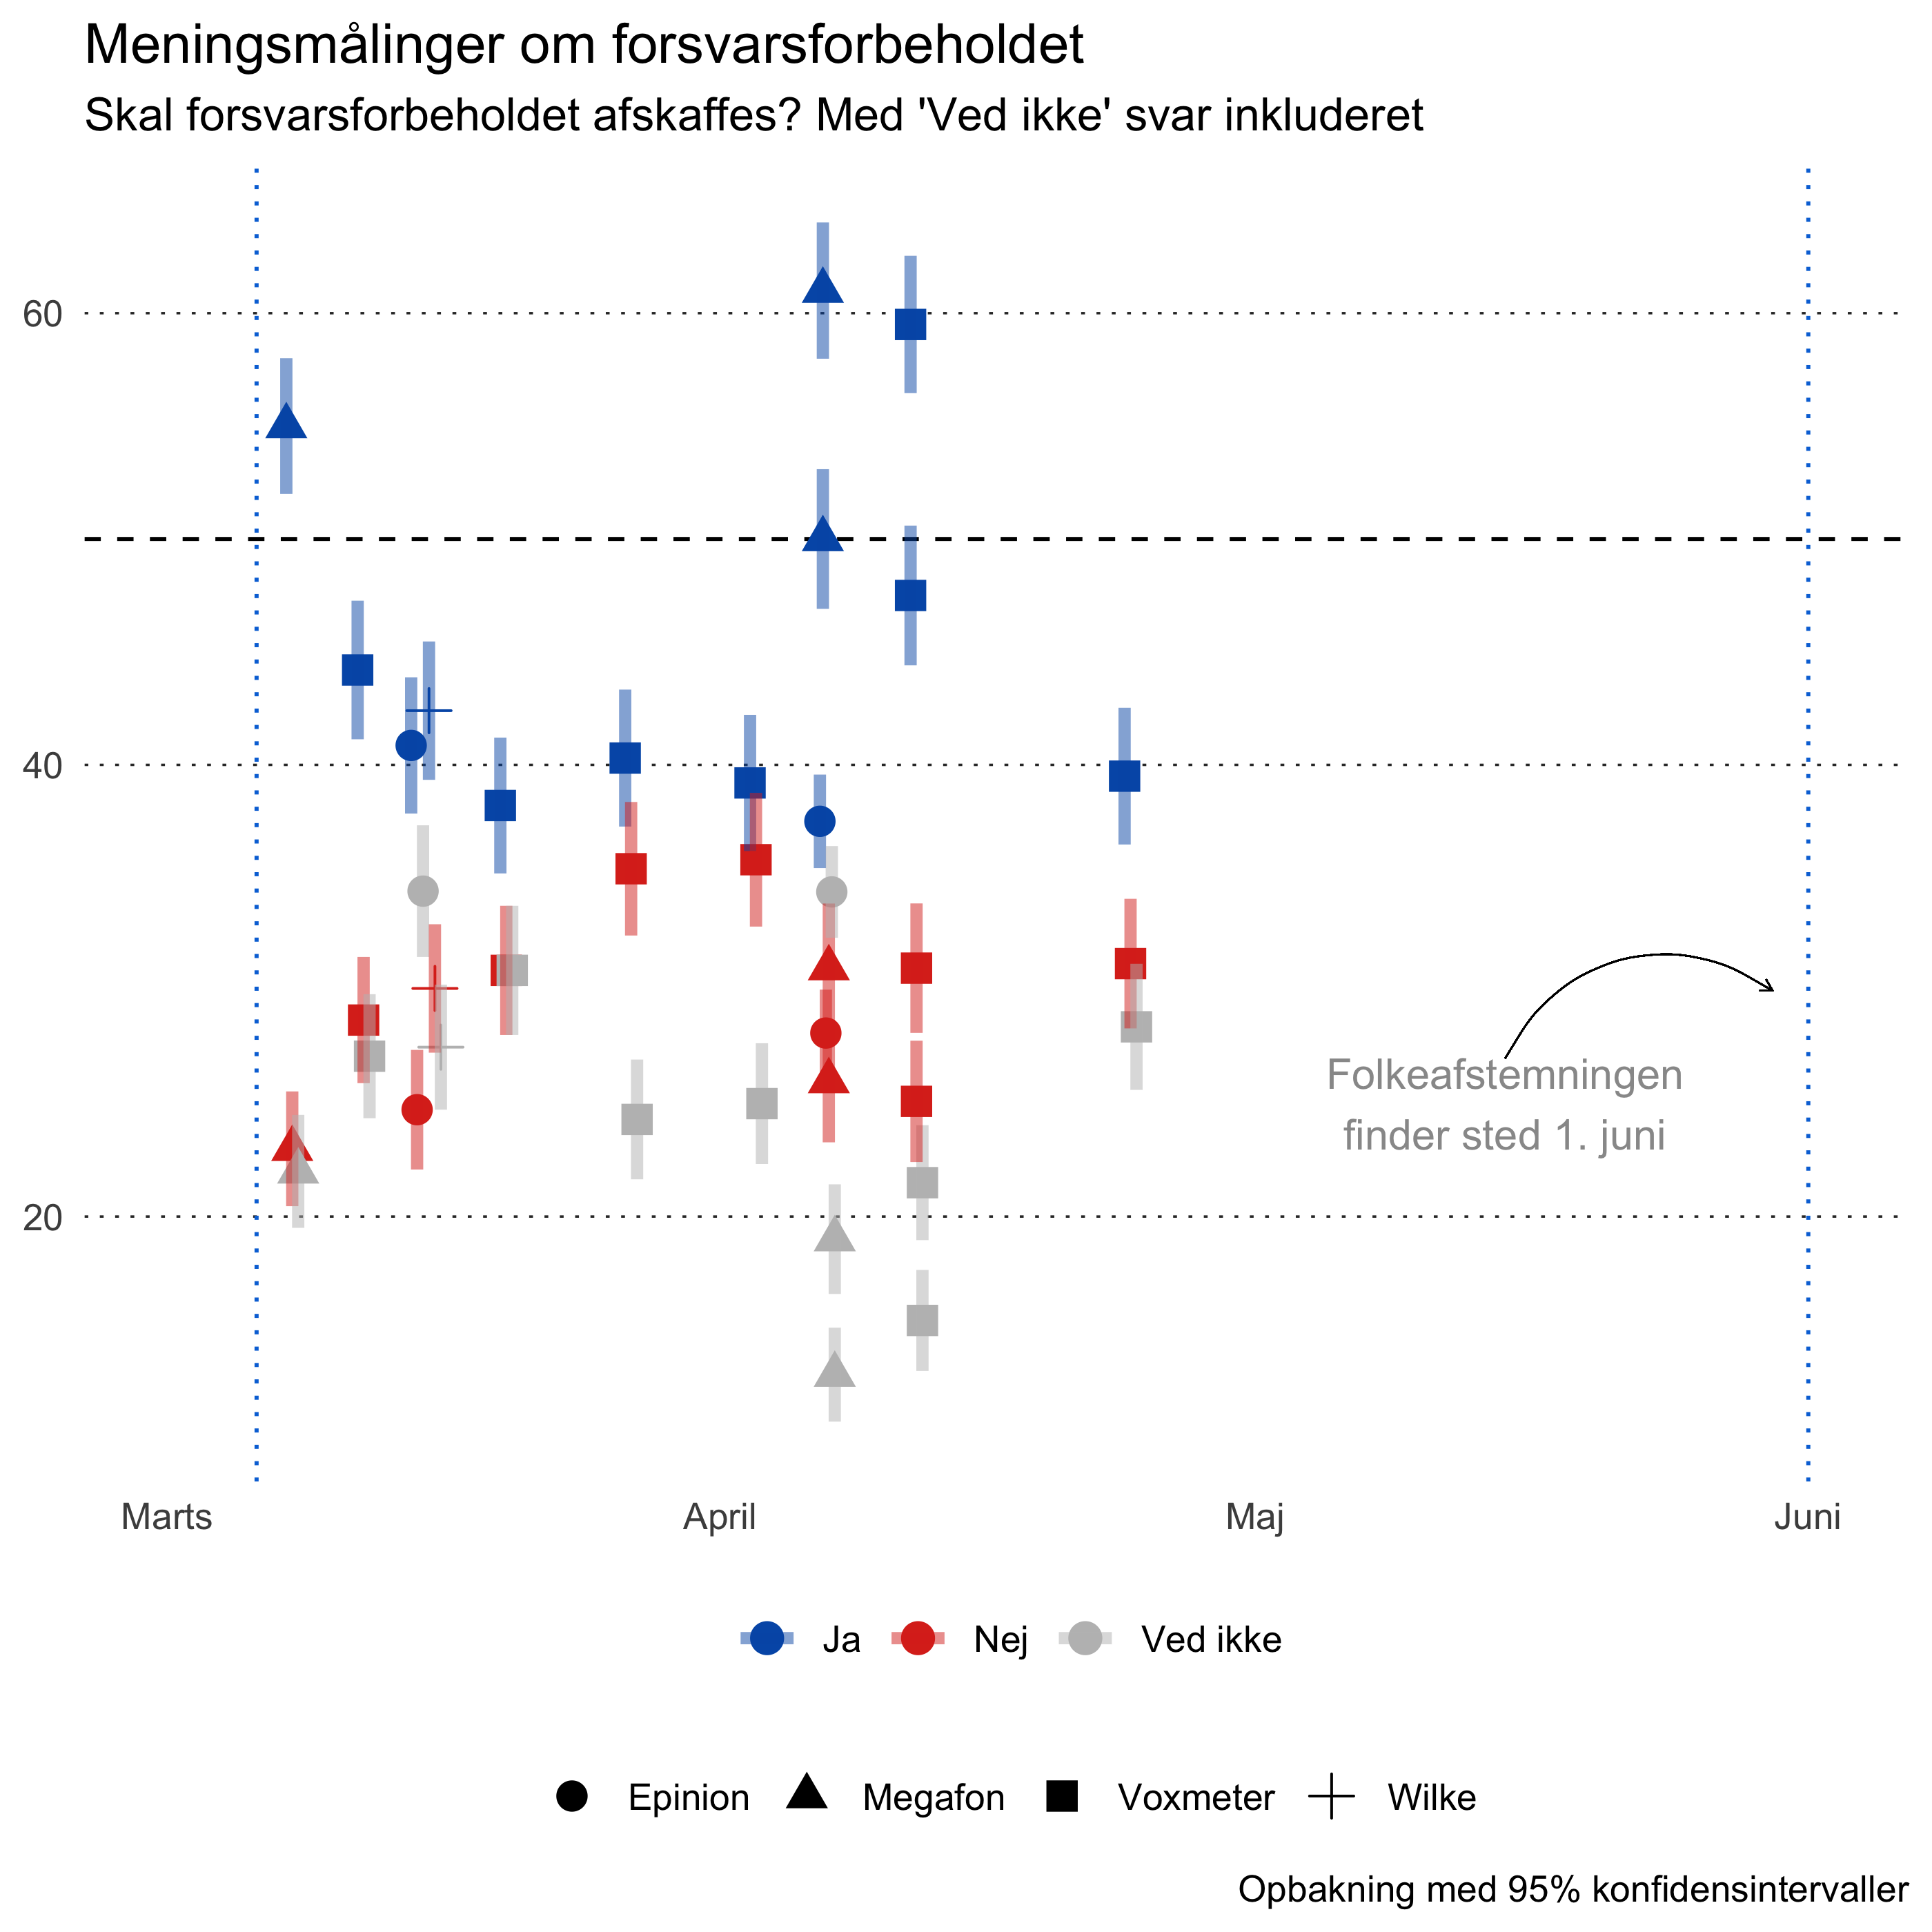 Meningsmålinger om forsvarsforbeholdet
Skal forsvarsforbeholdet afskaffes? Med 'Ved ikke' svar inkluderet
60
40
20
Folkeafstemningen
finder sted 1. juni
Marts April Maj Juni
Ja Nej Ved ikke
Epinion Megafon Voxmeter Wilke
Opbakning med 95% konfidensintervaller